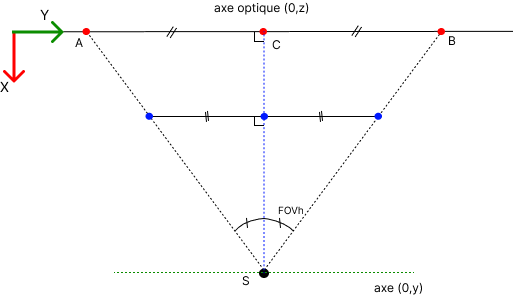 axe optique (0,z)
Y
A
C
B
X
FOVh
S
axe (0,y)